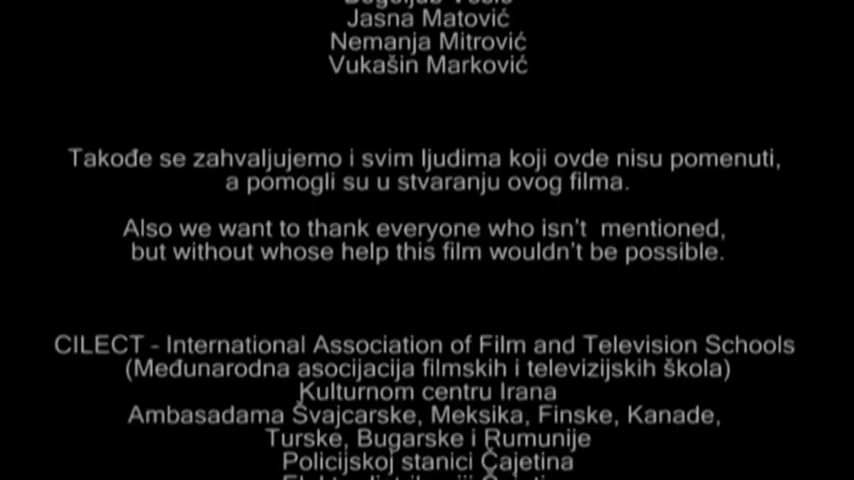 Jasna Matović
Nemanja Mitrović
Vukašin Marković
Takođe se zahvaljujemo i svim ljudima koji ovde nisu pomenuti,
a pomogli su u stvaranju ovog filma.
Also we want to thank everyone who isn't  mentioned,
but without whose help this film wouldn't be possible.
CILECT - International Association of Film and Television Schools
(Međunarodna asocijacija filmskih i televizijskih škola)
Kulturnom centru Irana
Ambasadama Švajcarske, Meksika, Finske, Kanade,
Turske, Bugarske i Rumunije
Policijskoj stanici Čajetina